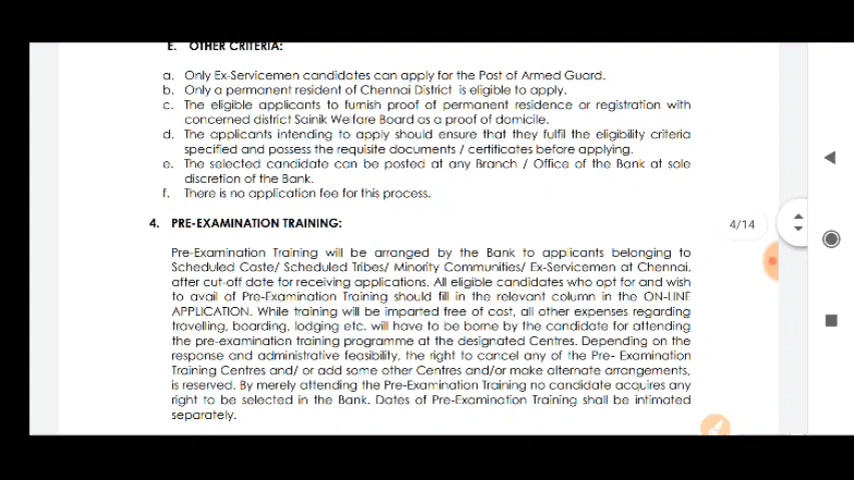 E. OTHER CRITERIA:
a. Only Ex-Servicemen candidates can apply for the Post of Armed Guard.
b. Only a permanent resident of Chennai District is eligible to apply.
c. The eligible applicants to furnish proof of permanent residence or registration with
concerned district Sainik Welfare Board as a proof of domicile.
d. The applicants intending to apply should ensure that they fulfil the eligibility criteria
specified and possess the requisite documents / certificates before applying.
e. The selected candidate can be posted at any Branch / Office of the Bank at sole
discretion of the Bank.
f. There is no application fee for this process.
4. PRE-EXAMINATION TRAINING:
4/14
Pre-Examination Training will be arranged by the Bank to applicants belonging to
Scheduled Caste/ Scheduled Tribes/ Minority Communities/ Ex-Servicemen at Chennai,
after cut-off date for receiving applications. All eligible candidates who opt for and wish
to avail of Pre-Examination Training should fill in the relevant column in the ON-LINE
APPLICATION. While training will be imparted free of cost, all other expenses regarding
travelling, boarding, lodging etc. will have to be borne by the candidate for attending
the pre-examination training programme at the designated Centres. Depending on the
response and administrative feasibility, the right to cancel any of the Pre- Examination
Training Centres and/ or add some other Centres and/or make alternate arrangements,
is reserved. By merely attending the Pre-Examination Training no candidate acquires any
right to be selected in the Bank. Dates of Pre-Examination Training shall be intimated
separately.